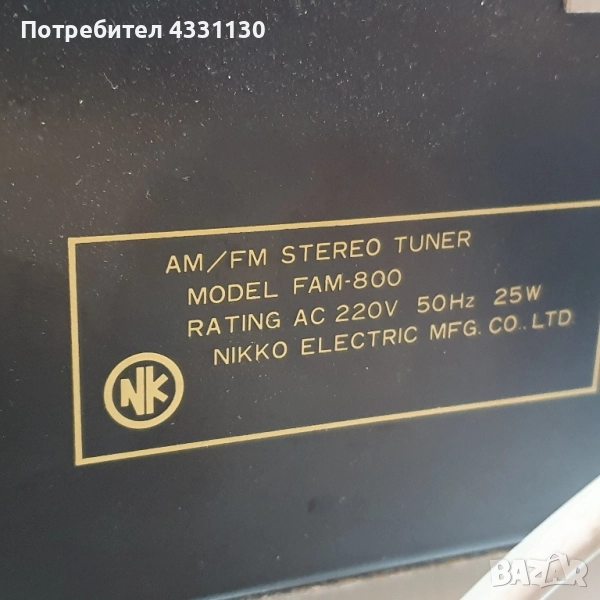 Потребител 4331130
AM/FM STEREO TUNER
MODEL FAM-800
RATING AC 220V 50Hz 25W
NIKKO ELECTRIC MFG. CO., LTD.
NK
BAZAR